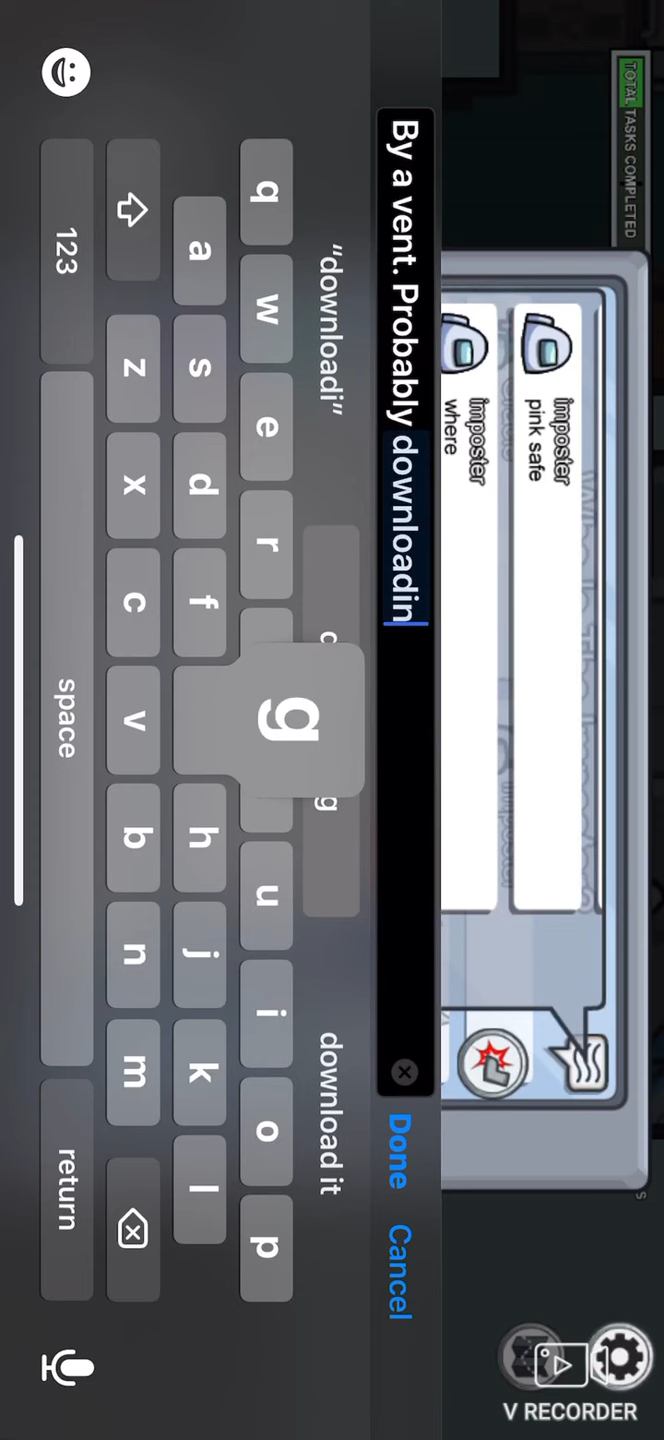 TOTAL TASKS COMPLETED
imposter
pink safe
imposter
where
By a vent. Probably downloadin
Done
Cancel
"downloadi"
download it
q w e r u i o p
a s d f g h j k l
z x c v b n m
123
space
return
V RECORDER